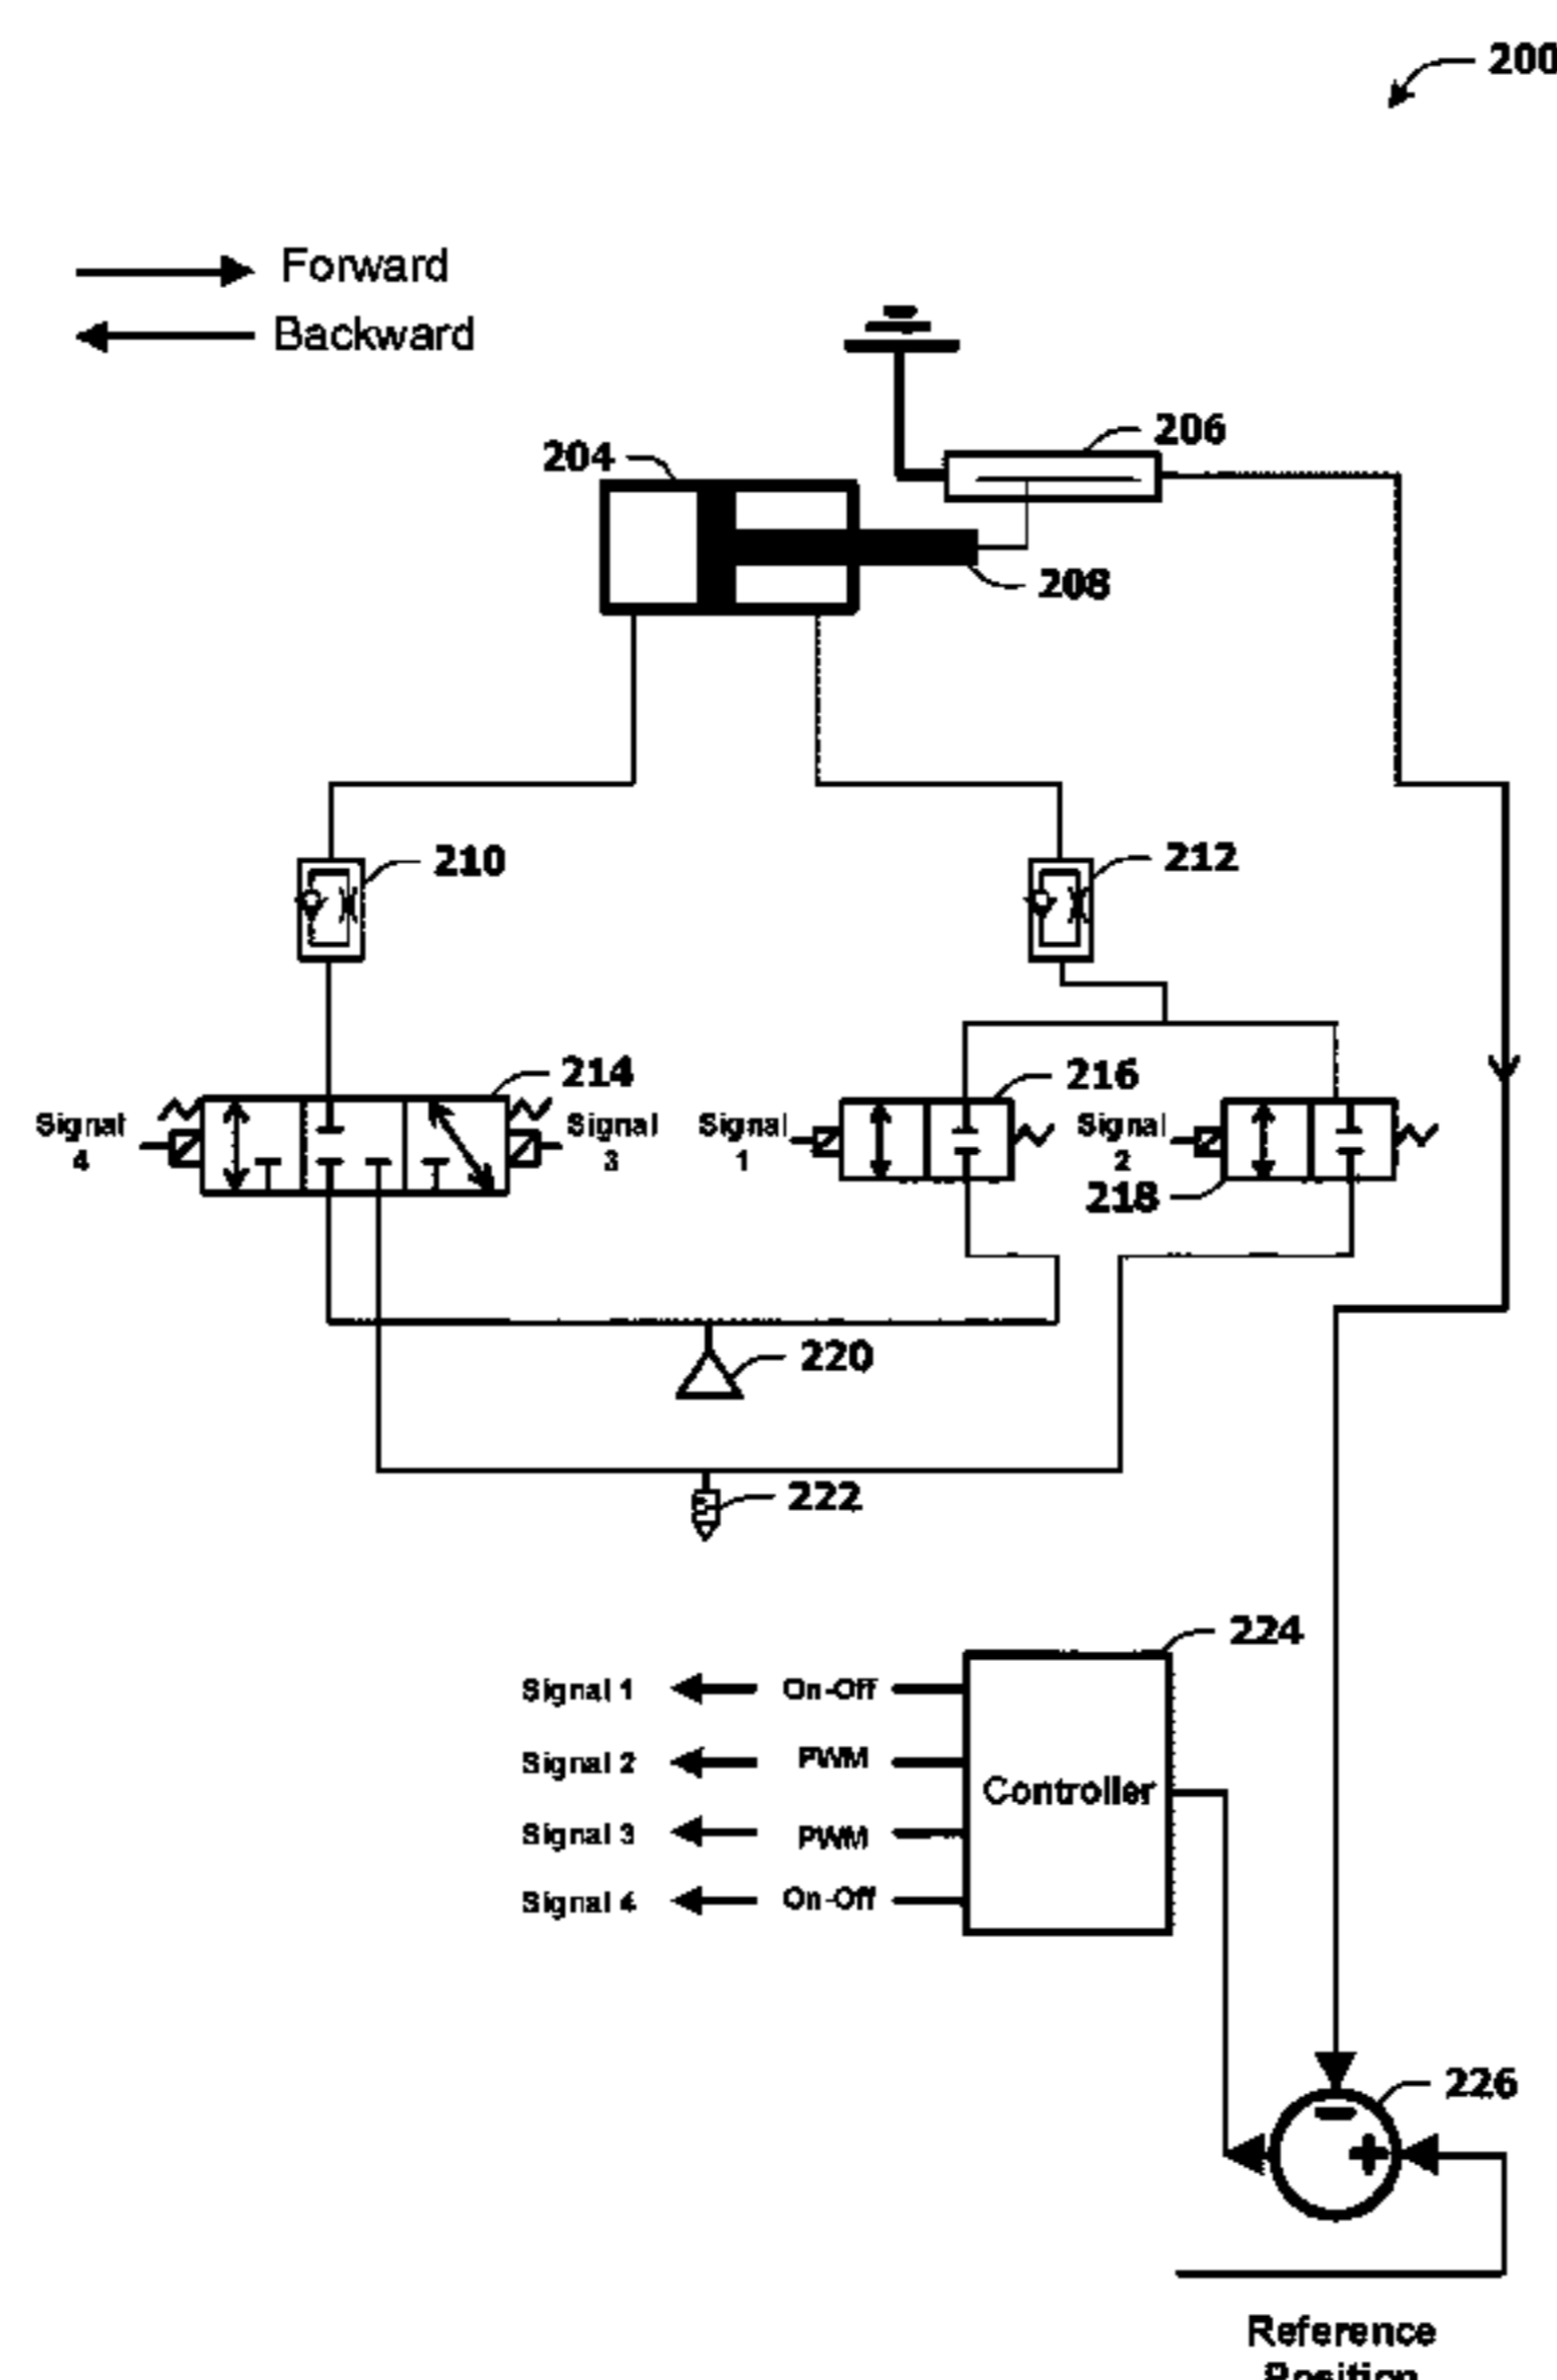 200
Forward
Backward
206
204
208
210
212
214
216
Signal
4
Signal
3
Signal
1
Signal
2
218
220
222
224
Signal 1
On-Off
Signal 2
PWM
Controller
Signal 3
PWM
Signal 4
On-Off
226
Reference
Position